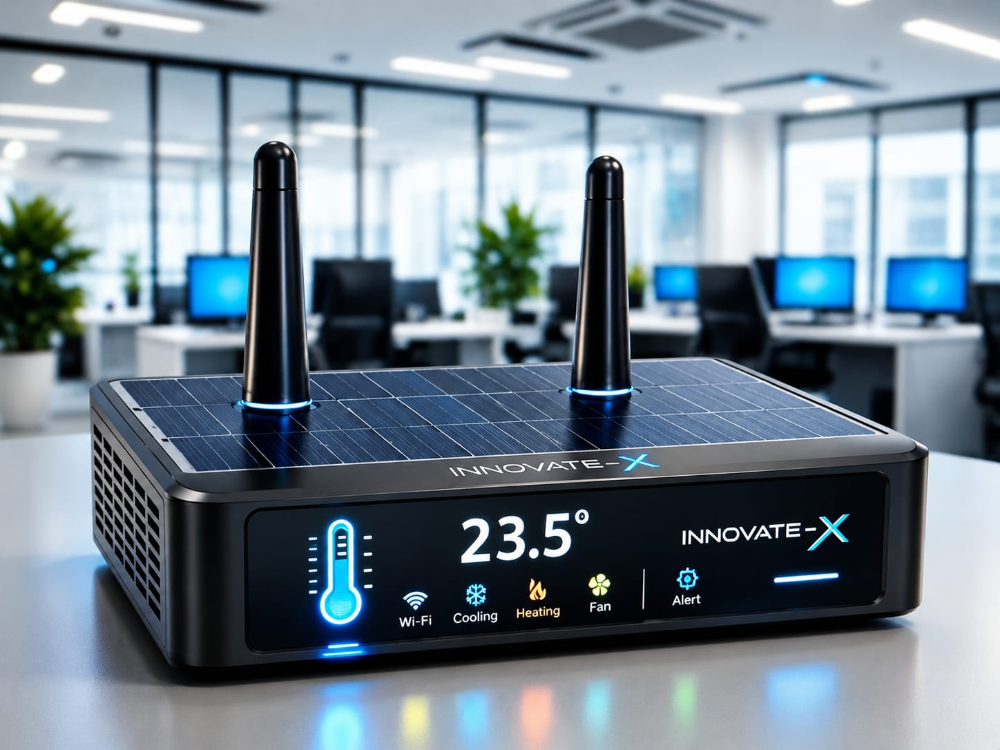 INNOVATE-X
23.5°
INNOVATE-X
Wi-Fi
Cooling
Heating
Fan
Alert